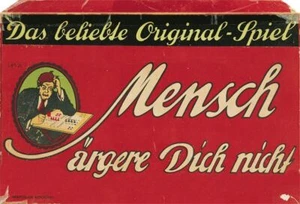 Das beliebte Original-Spiel
Mensch
ärgere Dich nicht